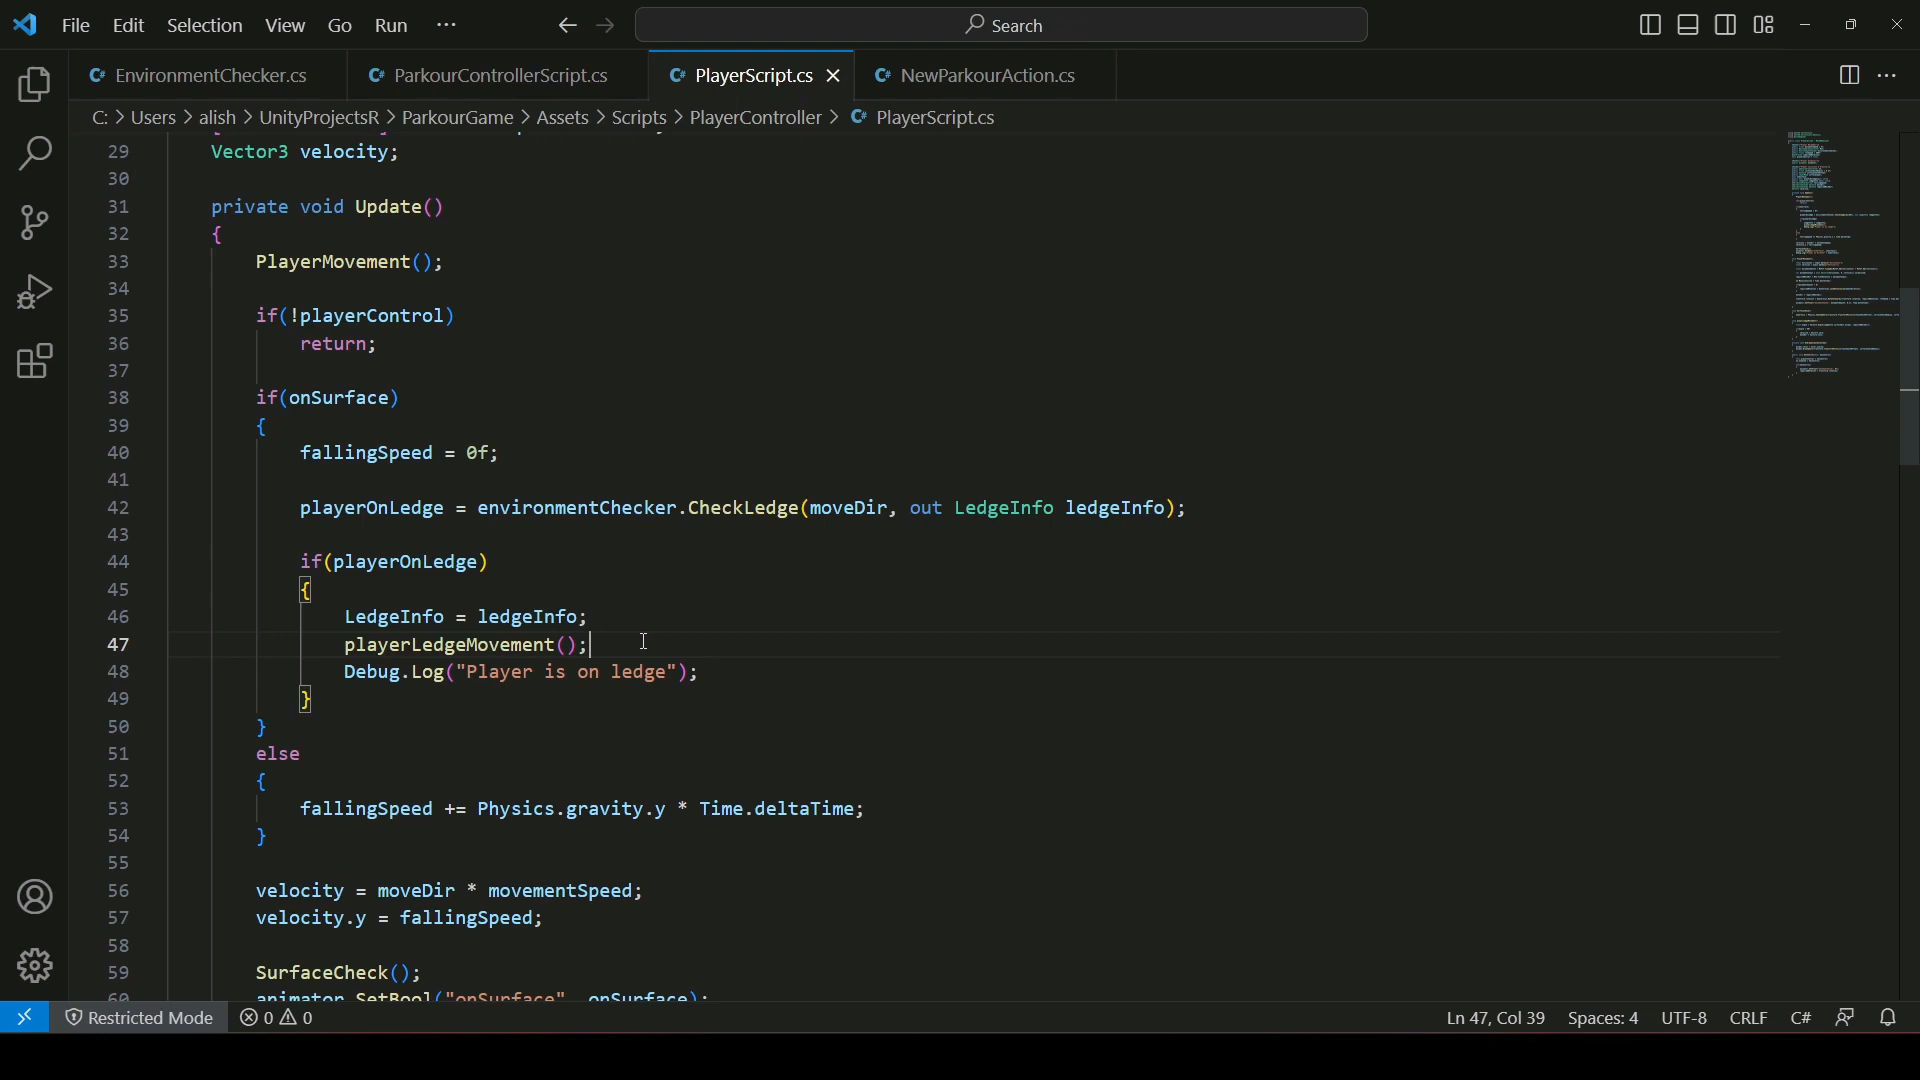 File Edit Selection View Go Run ··· Search
EnvironmentChecker.cs ParkourControllerScript.cs PlayerScript.cs NewParkourAction.cs
C: > Users > alish > UnityProjectsR > ParkourGame > Assets > Scripts > PlayerController > PlayerScript.cs
29 Vector3 velocity;
30
31 private void Update()
32 {
33 PlayerMovement();
34
35 if(!playerControl)
36 return;
37
38 if(onSurface)
39 {
40 fallingSpeed = 0f;
41
42 playerOnLedge = environmentChecker.CheckLedge(moveDir, out LedgeInfo ledgeInfo);
43
44 if(playerOnLedge)
45 {
46 LedgeInfo = ledgeInfo;
47 playerLedgeMovement();
48 Debug.Log("Player is on ledge");
49 }
50 }
51 else
52 {
53 fallingSpeed += Physics.gravity.y * Time.deltaTime;
54 }
55
56 velocity = moveDir * movementSpeed;
57 velocity.y = fallingSpeed;
58
59 SurfaceCheck();
60 animator.SetBool("onSurface", onSurface);
Restricted Mode 0 0 Ln 47, Col 39 Spaces: 4 UTF-8 CRLF C#